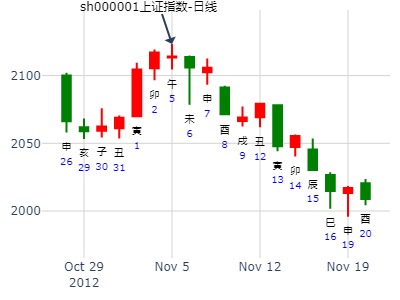 sh000001上证指数-日线
2100
2050
2000
申
26
亥
29
子
30
丑
31
寅
1
卯
2
午
5
未
6
申
7
酉
8
戌
9
丑
12
寅
13
卯
14
辰
15
巳
16
申
19
酉
20
Oct 29
2012
Nov 5
Nov 12
Nov 19